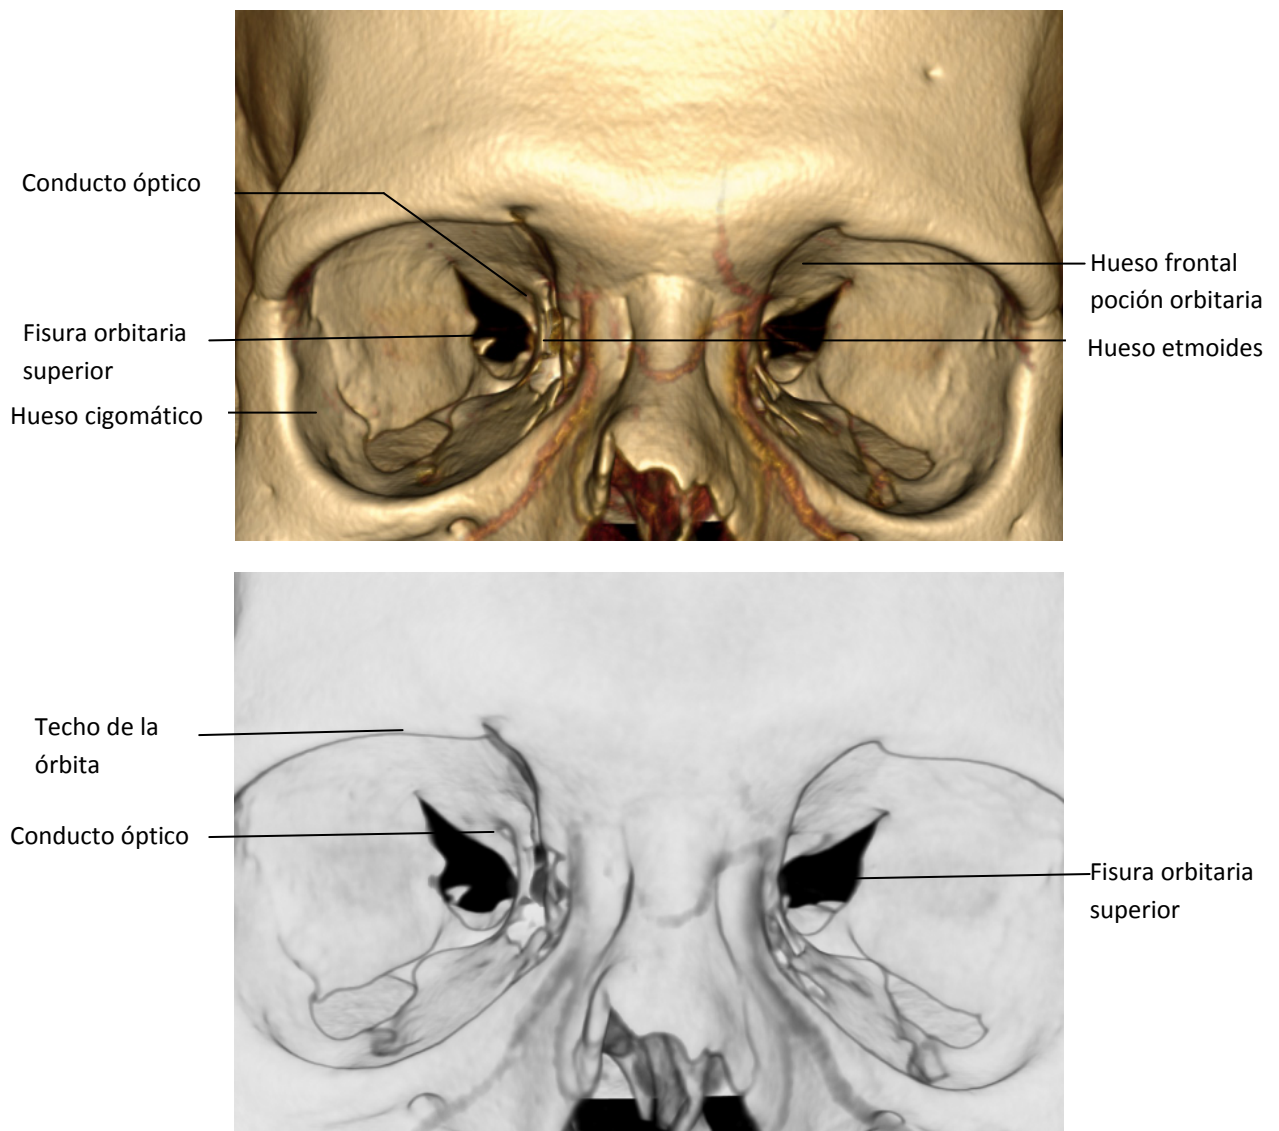 Conducto óptico
Fisura orbitaria
superior
Hueso cigomático
Hueso frontal
poción orbitaria
Hueso etmoides
Techo de la
órbita
Conducto óptico
Fisura orbitaria
superior